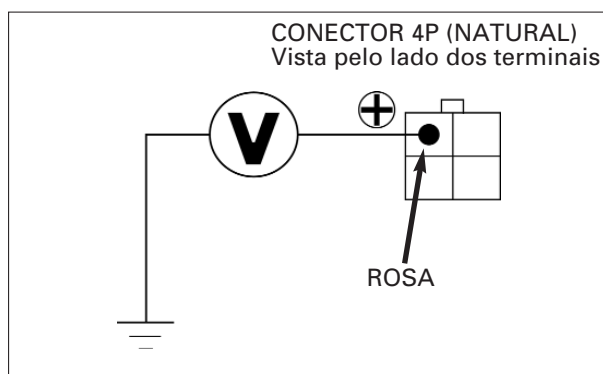 CONECTOR 4P (NATURAL)
Vista pelo lado dos terminais
V
+
ROSA